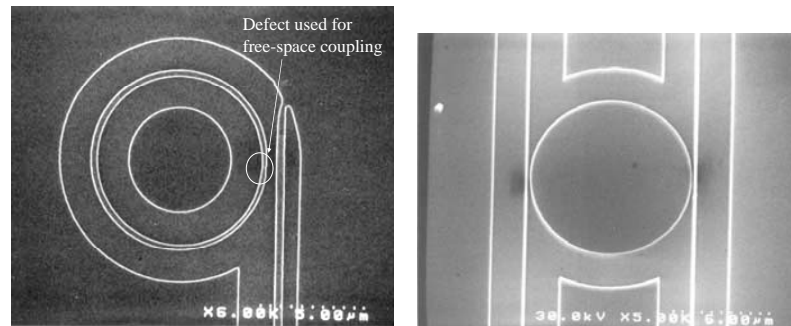 Defect used for
free-space coupling
X6.00K 5.00μm
30.0kV X5.00K 6.00μm